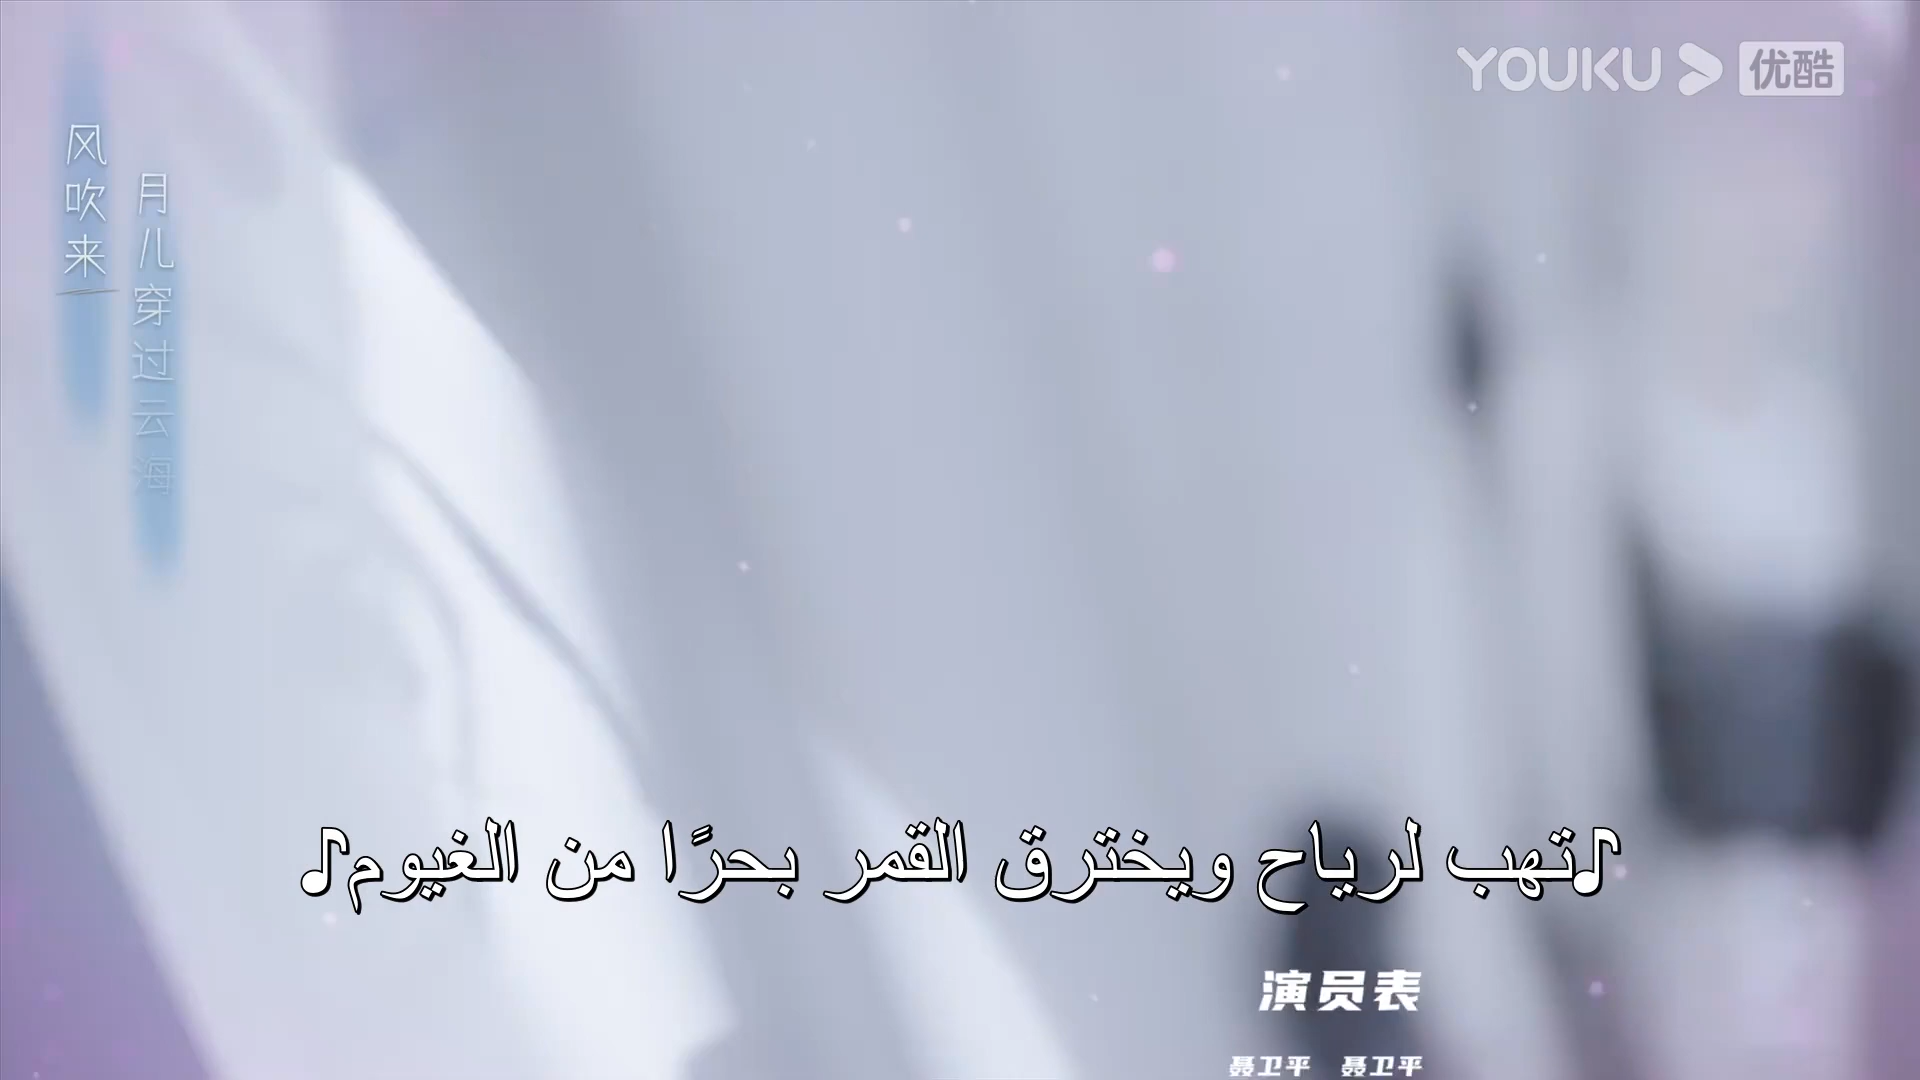 YOUKU 优酷
风吹来
月儿穿过云海
♪تهب لرياح ويخترق القمر بحرًا من الغيوم♪
演员表
聂卫平 聂卫平